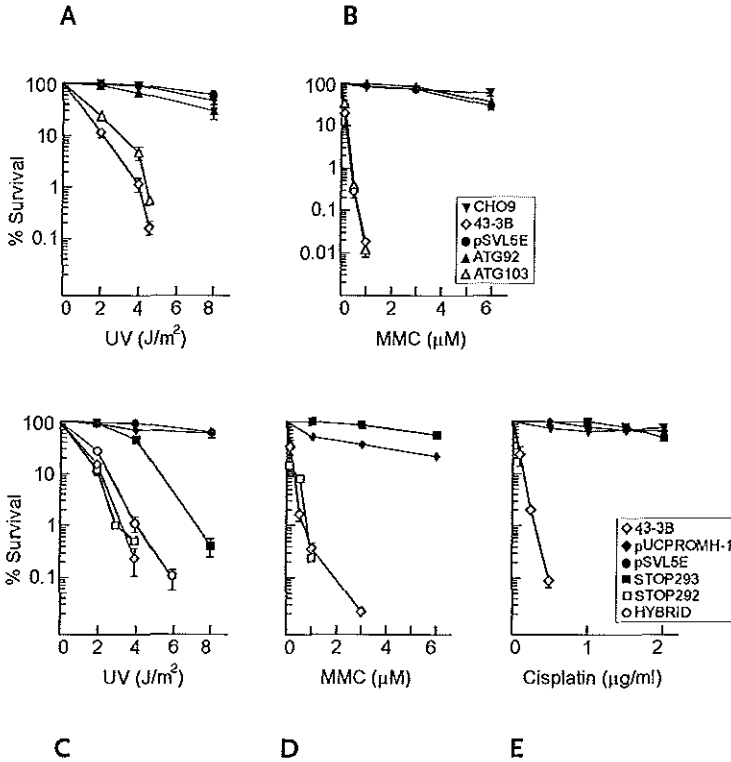 A
B
% Survival
100
10
1
0.1
0 2 4 6 8
UV (J/m²)
100
10
1
0.1
0.01
0 2 4 6
MMC (μM)
CHO9
43-3B
pSVL5E
ATG92
ATG103
% Survival
100
10
1
0.1
0 2 4 6 8
UV (J/m²)
0 2 4 6
MMC (μM)
0 1 2
Cisplatin (μg/ml)
43-3B
pUCPROMH-1
pSVL5E
STOP293
STOP292
HYBRID
C
D
E